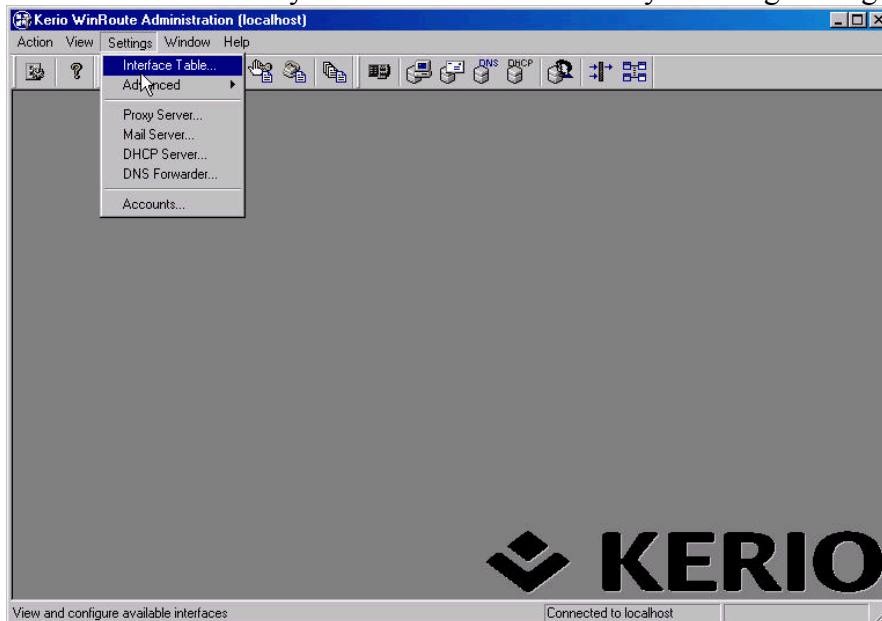 Kerio WinRoute Administration (localhost)
Action View Settings Window Help
DNS DHCP
Interface Table...
Advanced
Proxy Server...
Mail Server...
DHCP Server...
DNS Forwarder...
Accounts...
KERIO
View and configure available interfaces Connected to localhost